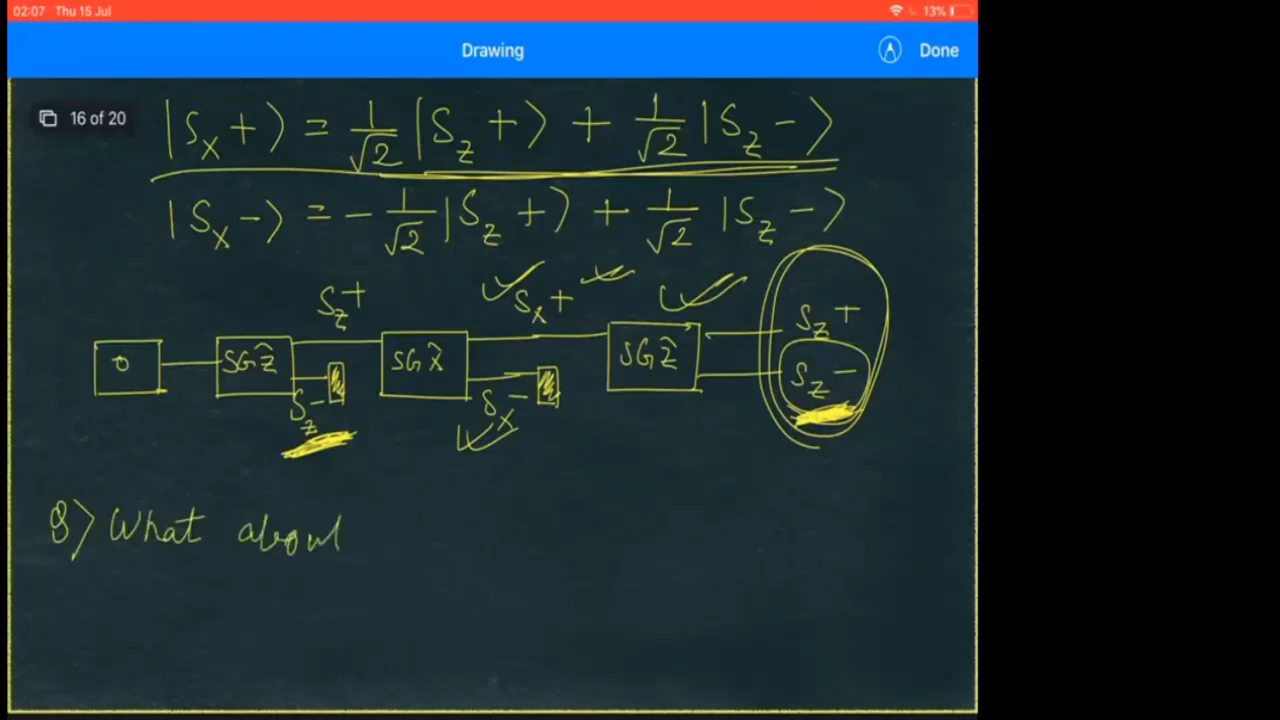 02:07 Thu 15 Jul 13%
Drawing Done
16 of 20
|Sx+⟩ = 1/√2 |Sz+⟩ + 1/√2 |Sz-⟩
|Sx-⟩ = -1/√2 |Sz+⟩ + 1/√2 |Sz-⟩
Sz+ Sx+ Sz+
0 SGẑ SGx̂ SGẑ
Sz- Sx- Sz-
8) What about